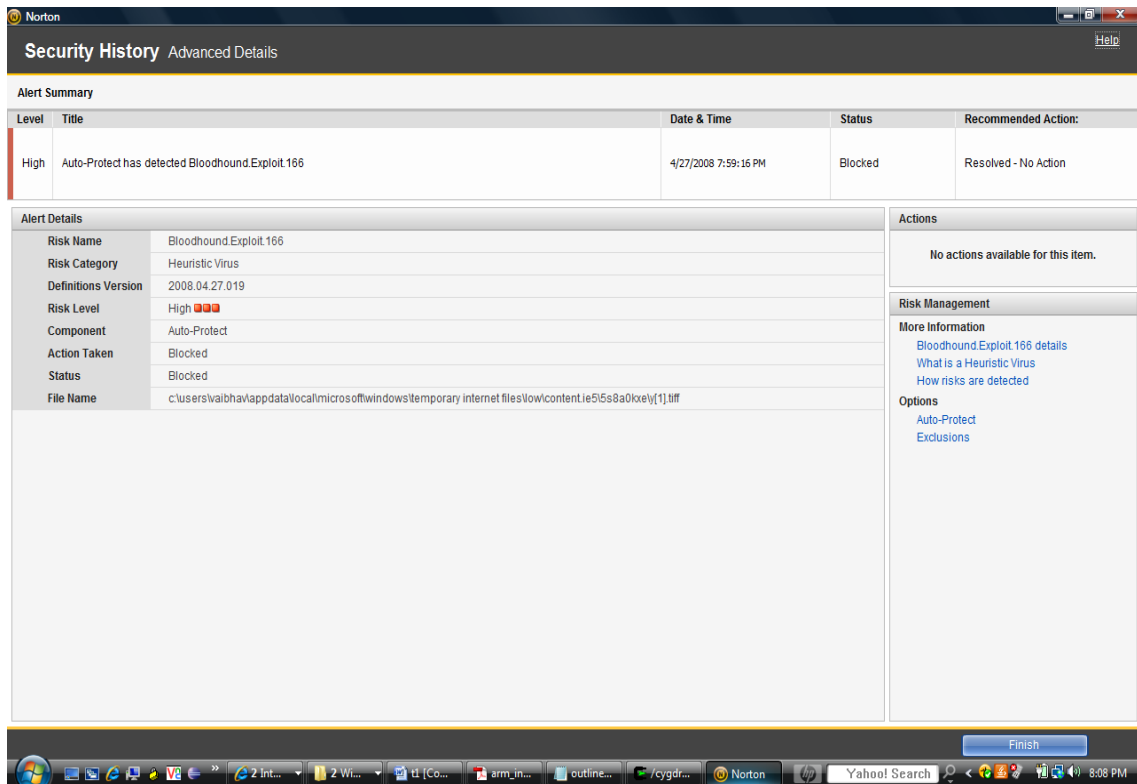 Norton
Help
Security History Advanced Details
Alert Summary
Level Title Date & Time Status Recommended Action:
High Auto-Protect has detected Bloodhound.Exploit.166 4/27/2008 7:59:16 PM Blocked Resolved - No Action
Alert Details
Risk Name Bloodhound.Exploit.166
Risk Category Heuristic Virus
Definitions Version 2008.04.27.019
Risk Level High
Component Auto-Protect
Action Taken Blocked
Status Blocked
File Name c:\users\vaibhav\appdata\local\microsoft\windows\temporary internet files\low\content.ie5\5s8a0kxe\y[1].tiff
Actions
No actions available for this item.
Risk Management
More Information
Bloodhound.Exploit.166 details
What is a Heuristic Virus
How risks are detected
Options
Auto-Protect
Exclusions
Finish
2 Int... 2 Wi... t1 [Co... arm_in... outline... /cygdr... Norton hp Yahoo! Search 8:08 PM